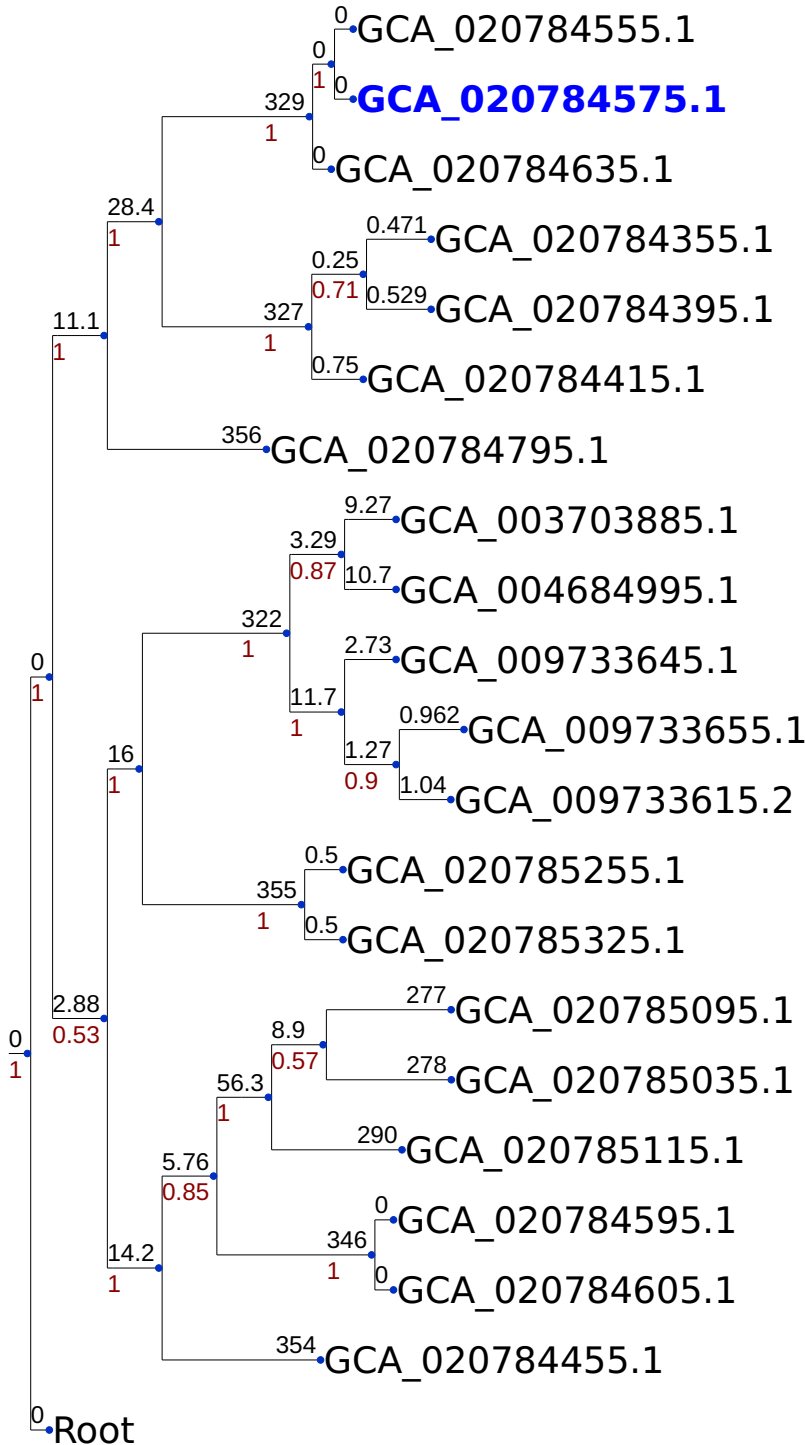 0
GCA_020784555.1
0
1
0
GCA_020784575.1
329
1
0
GCA_020784635.1
28.4
1
0.471
GCA_020784355.1
0.25
0.71
0.529
GCA_020784395.1
327
1
0.75
GCA_020784415.1
11.1
1
356
GCA_020784795.1
9.27
GCA_003703885.1
3.29
0.87
10.7
GCA_004684995.1
322
1
2.73
GCA_009733645.1
0
1
11.7
1
0.962
GCA_009733655.1
1.27
0.9
1.04
GCA_009733615.2
16
1
0.5
GCA_020785255.1
355
1
0.5
GCA_020785325.1
2.88
0.53
277
GCA_020785095.1
0
1
8.9
0.57
278
GCA_020785035.1
56.3
1
290
GCA_020785115.1
5.76
0.85
0
GCA_020784595.1
346
1
0
GCA_020784605.1
14.2
1
354
GCA_020784455.1
0
Root